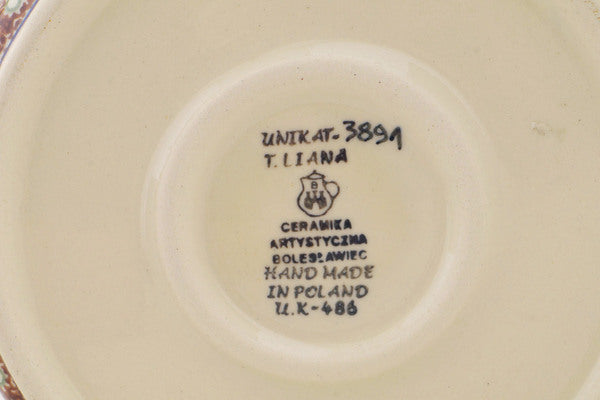 UNIKAT-3891
T.LIANA
B
CERAMIKA
ARTYSTYCZNA
BOLESŁAWIEC
HAND MADE
IN POLAND
U.K-486